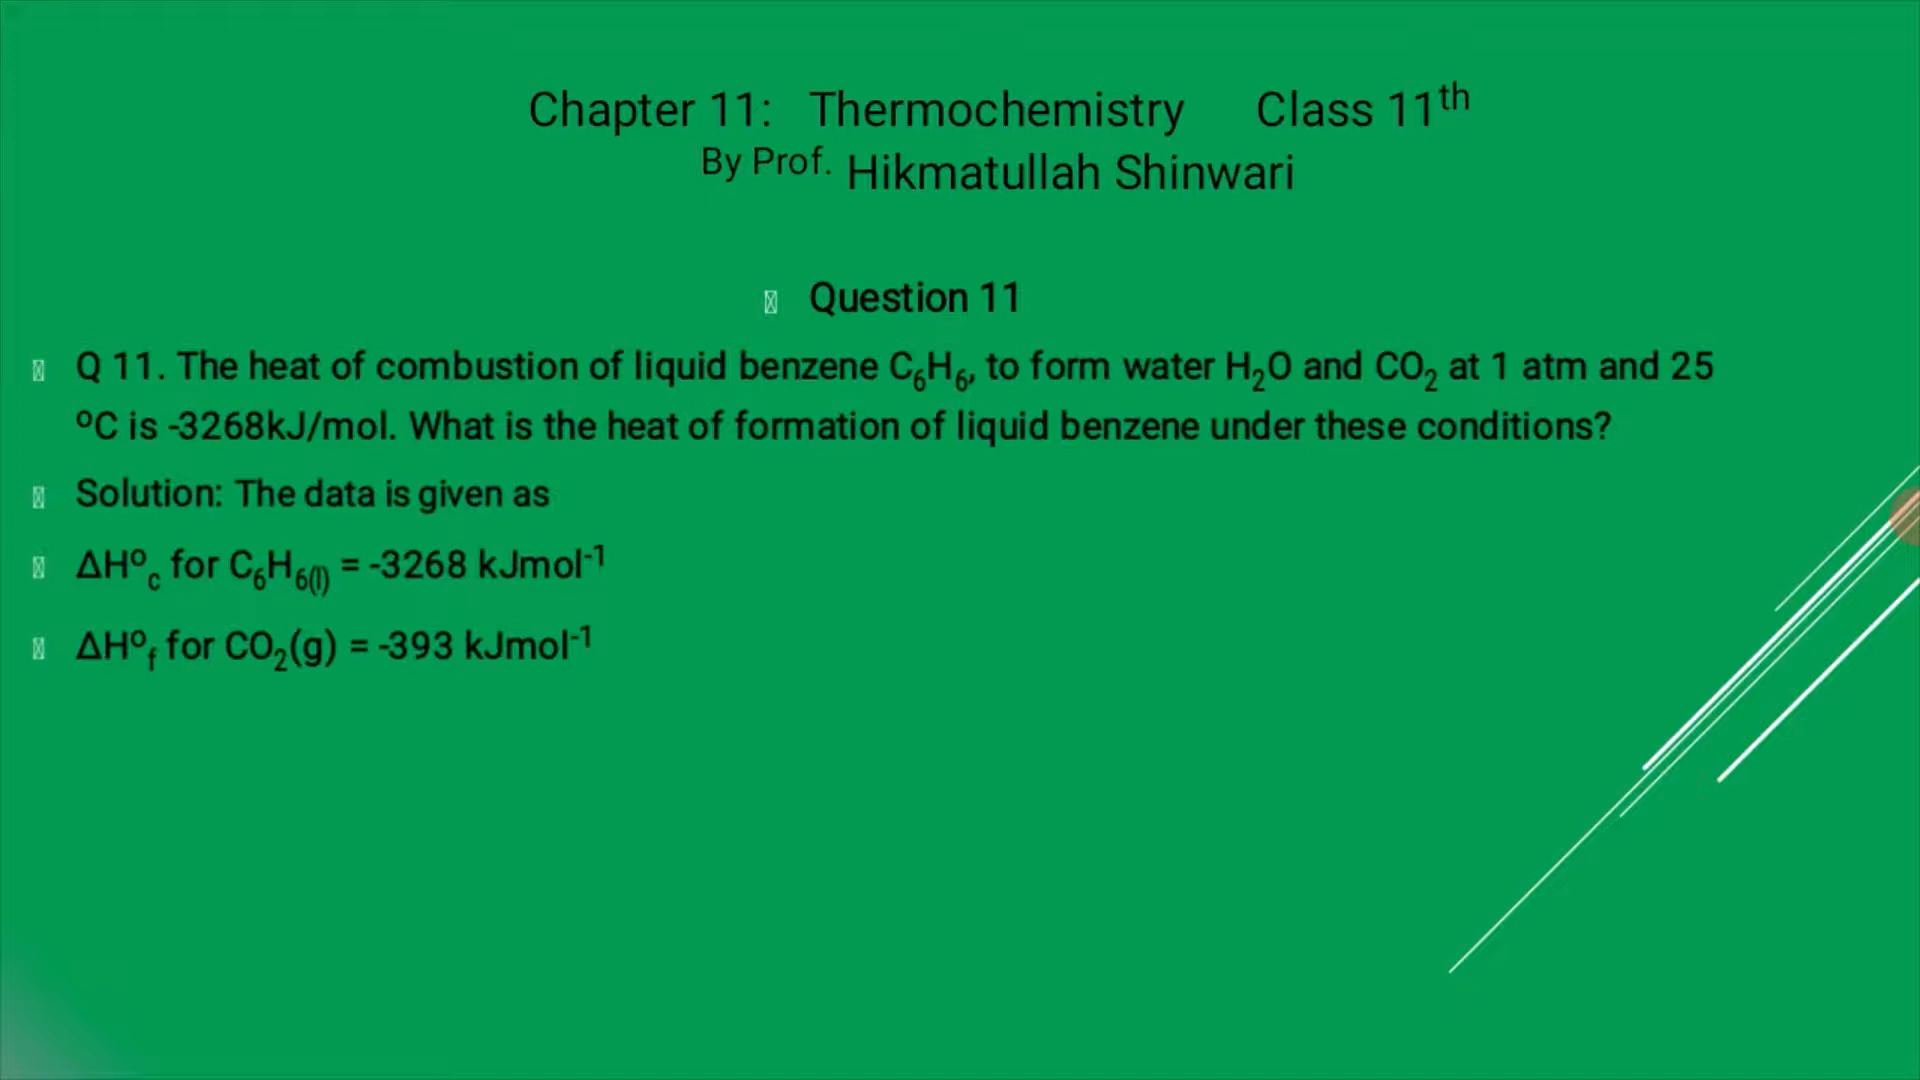 Chapter 11: Thermochemistry Class 11th
By Prof. Hikmatullah Shinwari
Question 11
Q 11. The heat of combustion of liquid benzene C₆H₆, to form water H₂O and CO₂ at 1 atm and 25
ºC is -3268kJ/mol. What is the heat of formation of liquid benzene under these conditions?
Solution: The data is given as
ΔHº꜀ for C₆H₆₍ₗ₎ = -3268 kJmol⁻¹
ΔHºf for CO₂(g) = -393 kJmol⁻¹